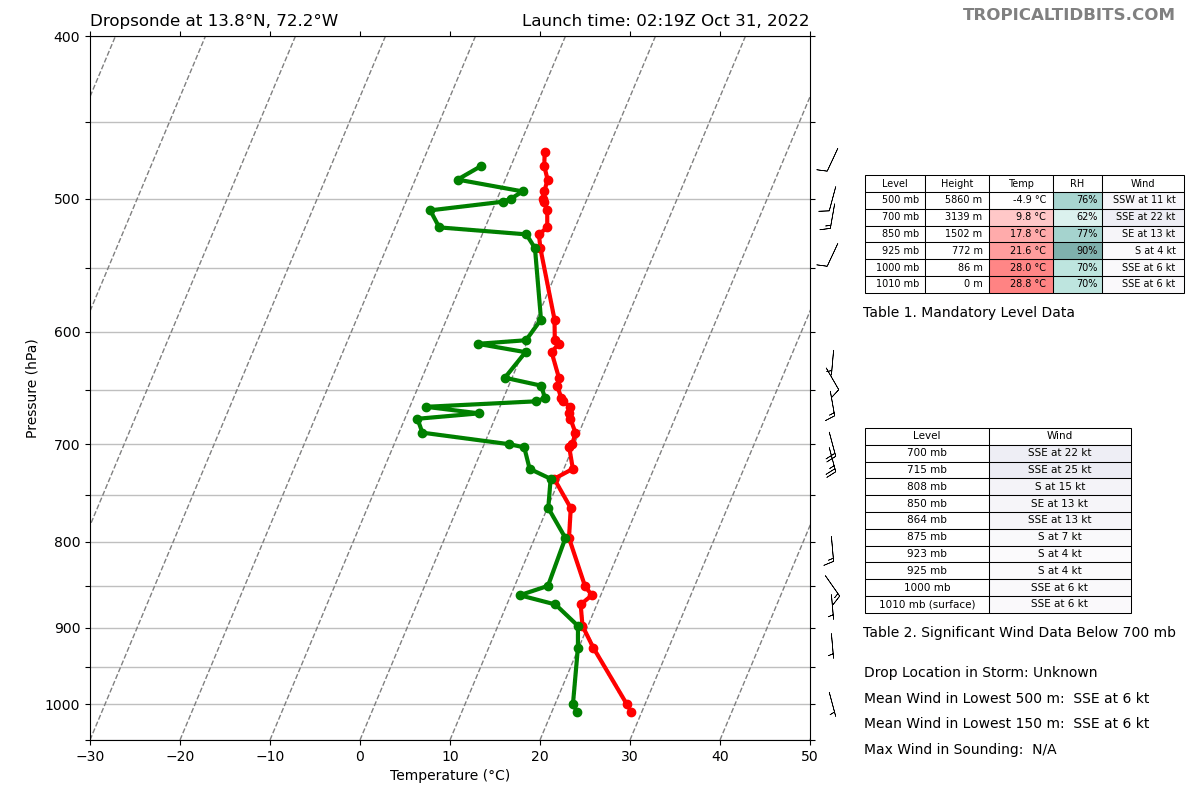 Dropsonde at 13.8°N, 72.2°W
Launch time: 02:19Z Oct 31, 2022
TROPICALTIDBITS.COM
400
500
600
700
800
900
1000
Pressure (hPa)
−30
−20
−10
0
10
20
30
40
50
Temperature (°C)
Level Height Temp RH Wind
500 mb 5860 m -4.9 °C 76% SSW at 11 kt
700 mb 3139 m 9.8 °C 62% SSE at 22 kt
850 mb 1502 m 17.8 °C 77% SE at 13 kt
925 mb 772 m 21.6 °C 90% S at 4 kt
1000 mb 86 m 28.0 °C 70% SSE at 6 kt
1010 mb 0 m 28.8 °C 70% SSE at 6 kt
Table 1. Mandatory Level Data
Level Wind
700 mb SSE at 22 kt
715 mb SSE at 25 kt
808 mb S at 15 kt
850 mb SE at 13 kt
864 mb SSE at 13 kt
875 mb S at 7 kt
923 mb S at 4 kt
925 mb S at 4 kt
1000 mb SSE at 6 kt
1010 mb (surface) SSE at 6 kt
Table 2. Significant Wind Data Below 700 mb
Drop Location in Storm: Unknown
Mean Wind in Lowest 500 m: SSE at 6 kt
Mean Wind in Lowest 150 m: SSE at 6 kt
Max Wind in Sounding: N/A